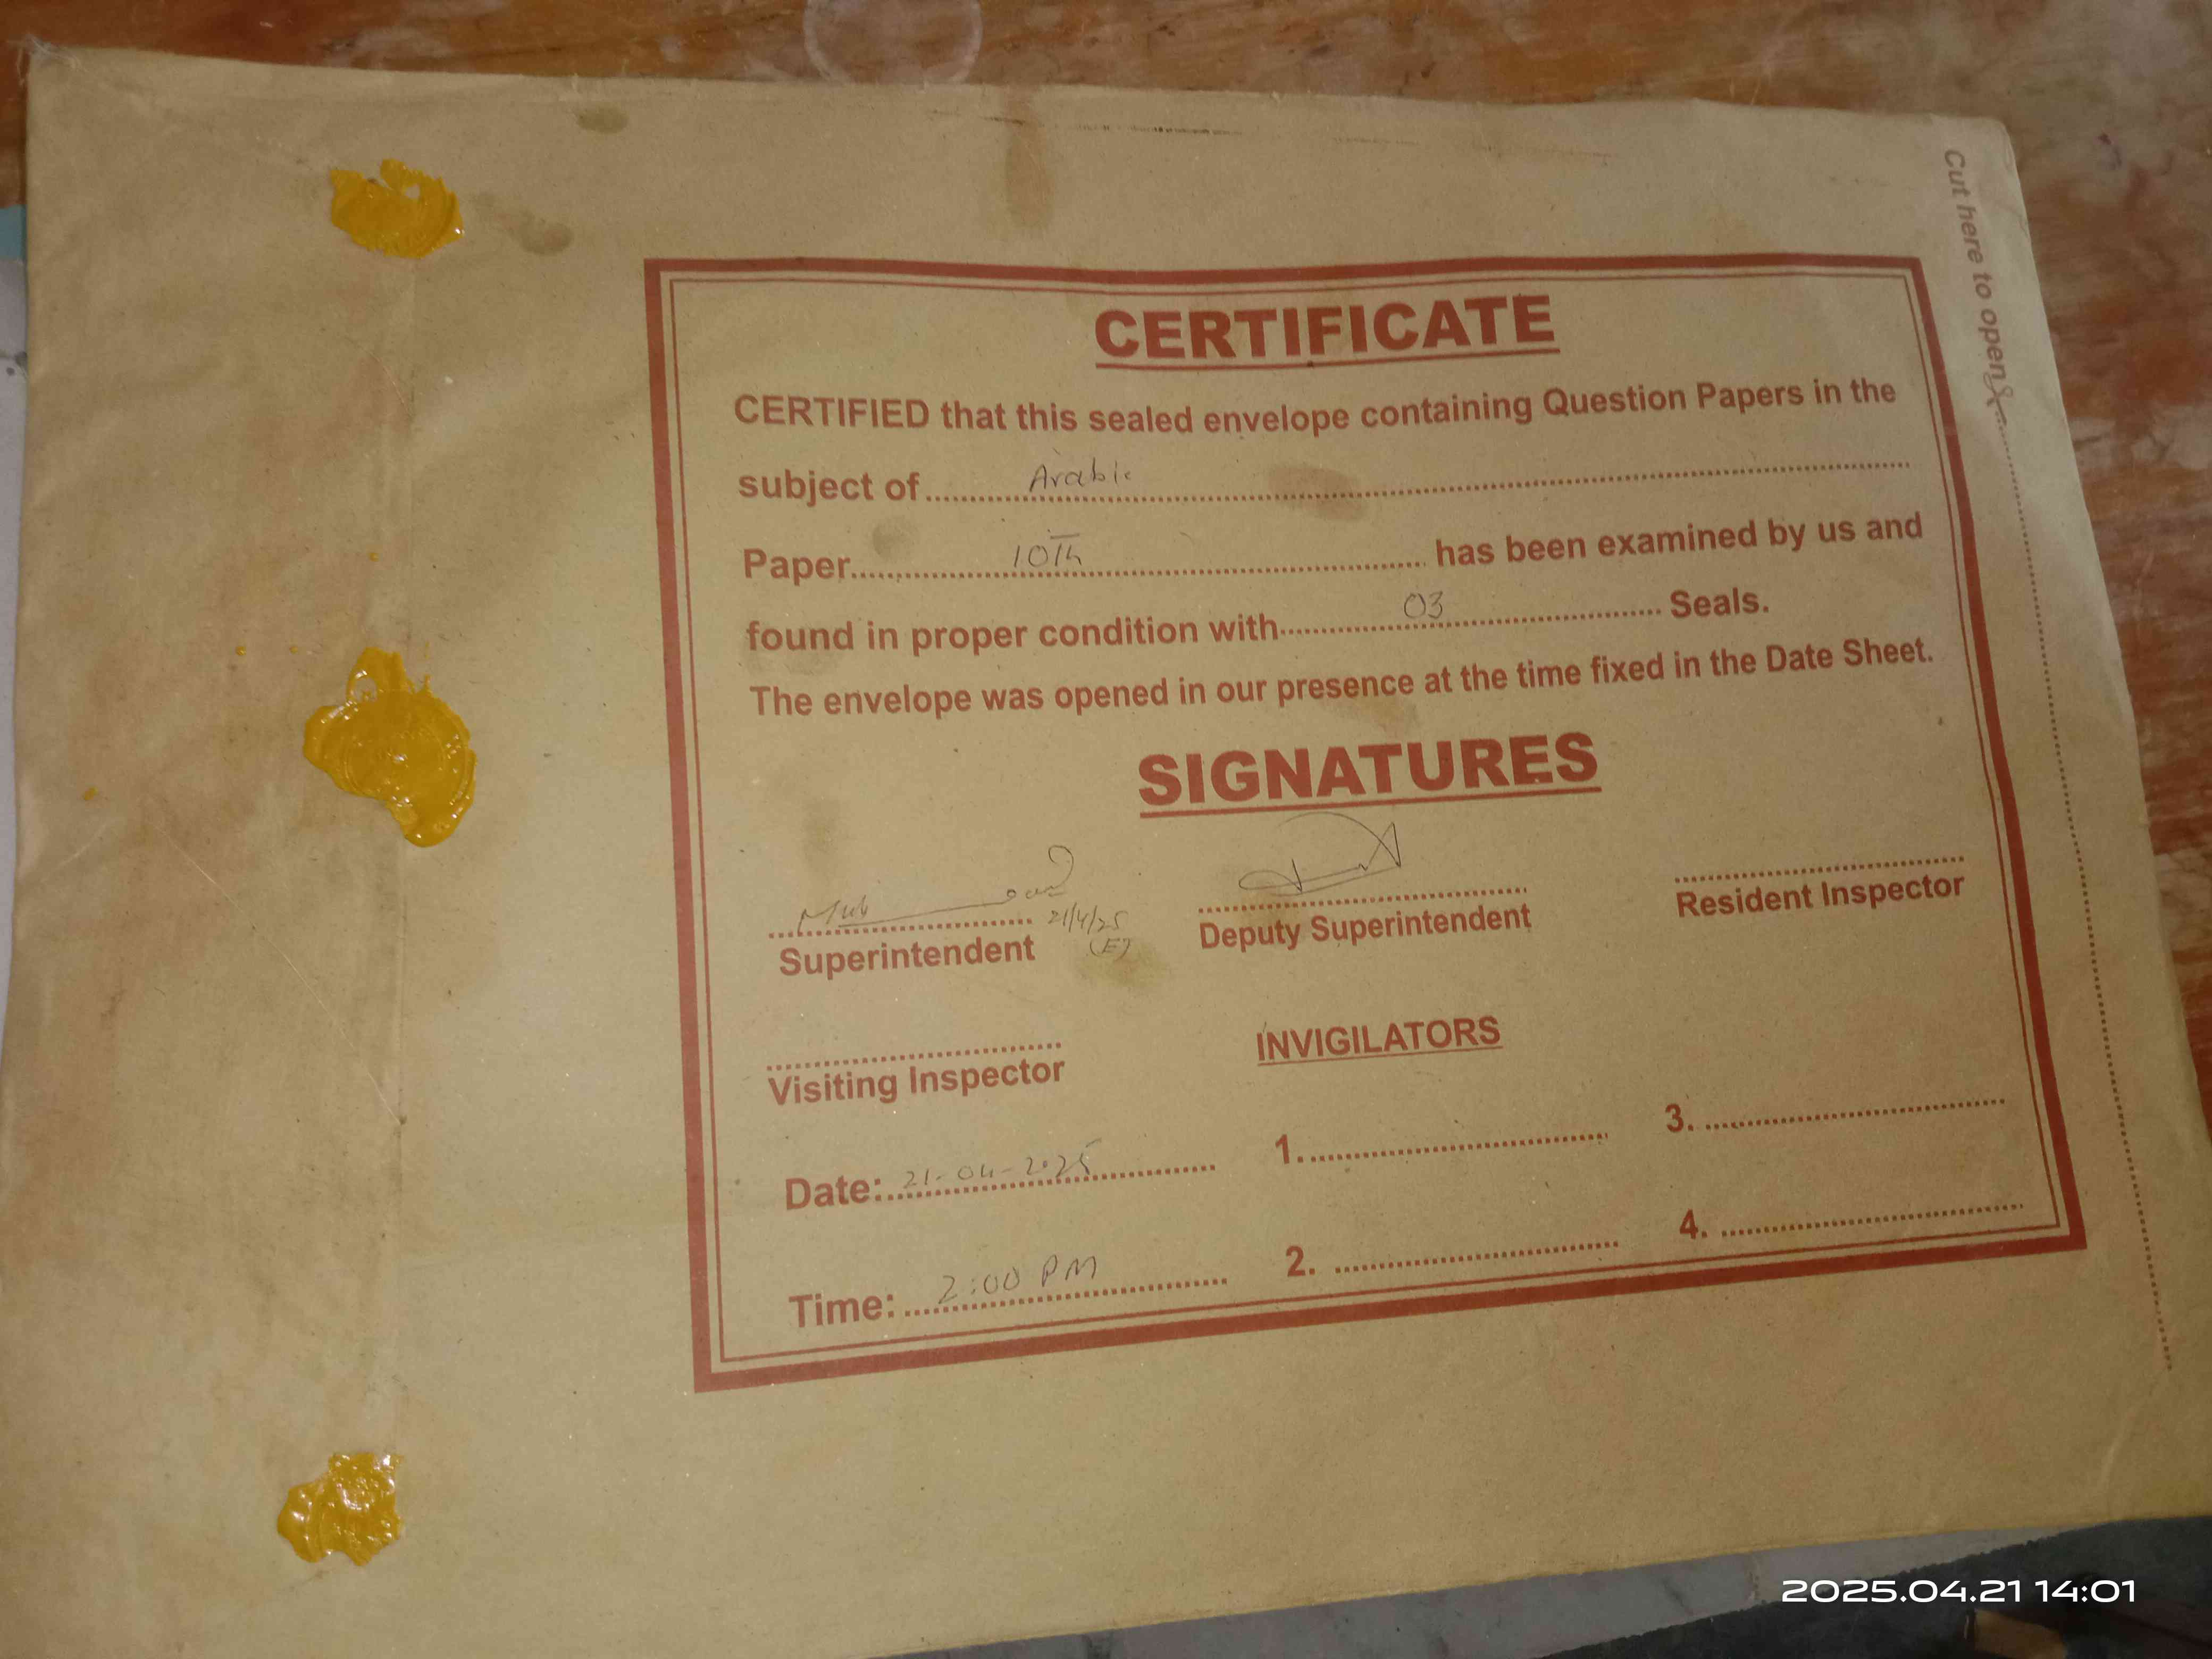 Cut here to open
CERTIFICATE
CERTIFIED that this sealed envelope containing Question Papers in the
subject of Arabic
Paper 10Th has been examined by us and
found in proper condition with 03 Seals.
The envelope was opened in our presence at the time fixed in the Date Sheet.
SIGNATURES
21/4/25
(E)
Superintendent Deputy Superintendent Resident Inspector
Visiting Inspector
INVIGILATORS
Date: 21-04-2025 1. 3.
Time: 2:00 PM 2. 4.
2025.04.21 14:01